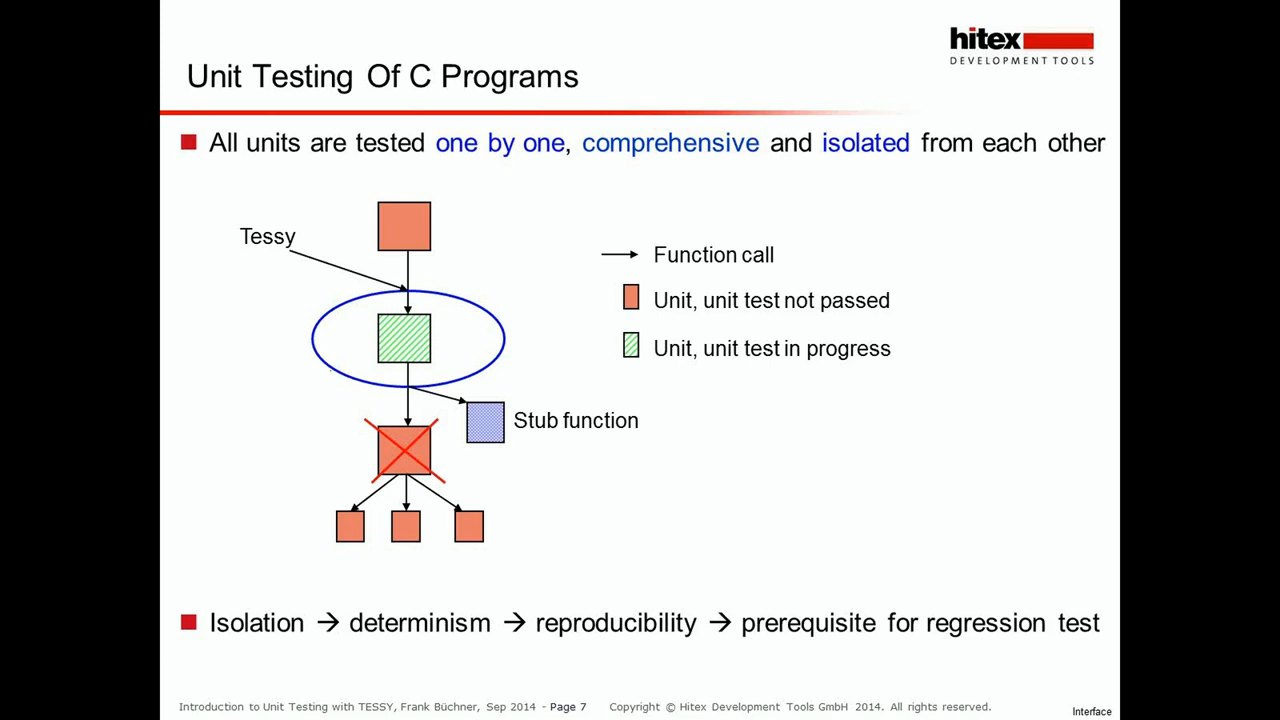 hitex
DEVELOPMENT TOOLS
Unit Testing Of C Programs
All units are tested one by one, comprehensive and isolated from each other
Tessy
Function call
Unit, unit test not passed
Unit, unit test in progress
Stub function
Isolation → determinism → reproducibility → prerequisite for regression test
Introduction to Unit Testing with TESSY, Frank Büchner, Sep 2014 - Page 7 Copyright © Hitex Development Tools GmbH 2014. All rights reserved.
Interface